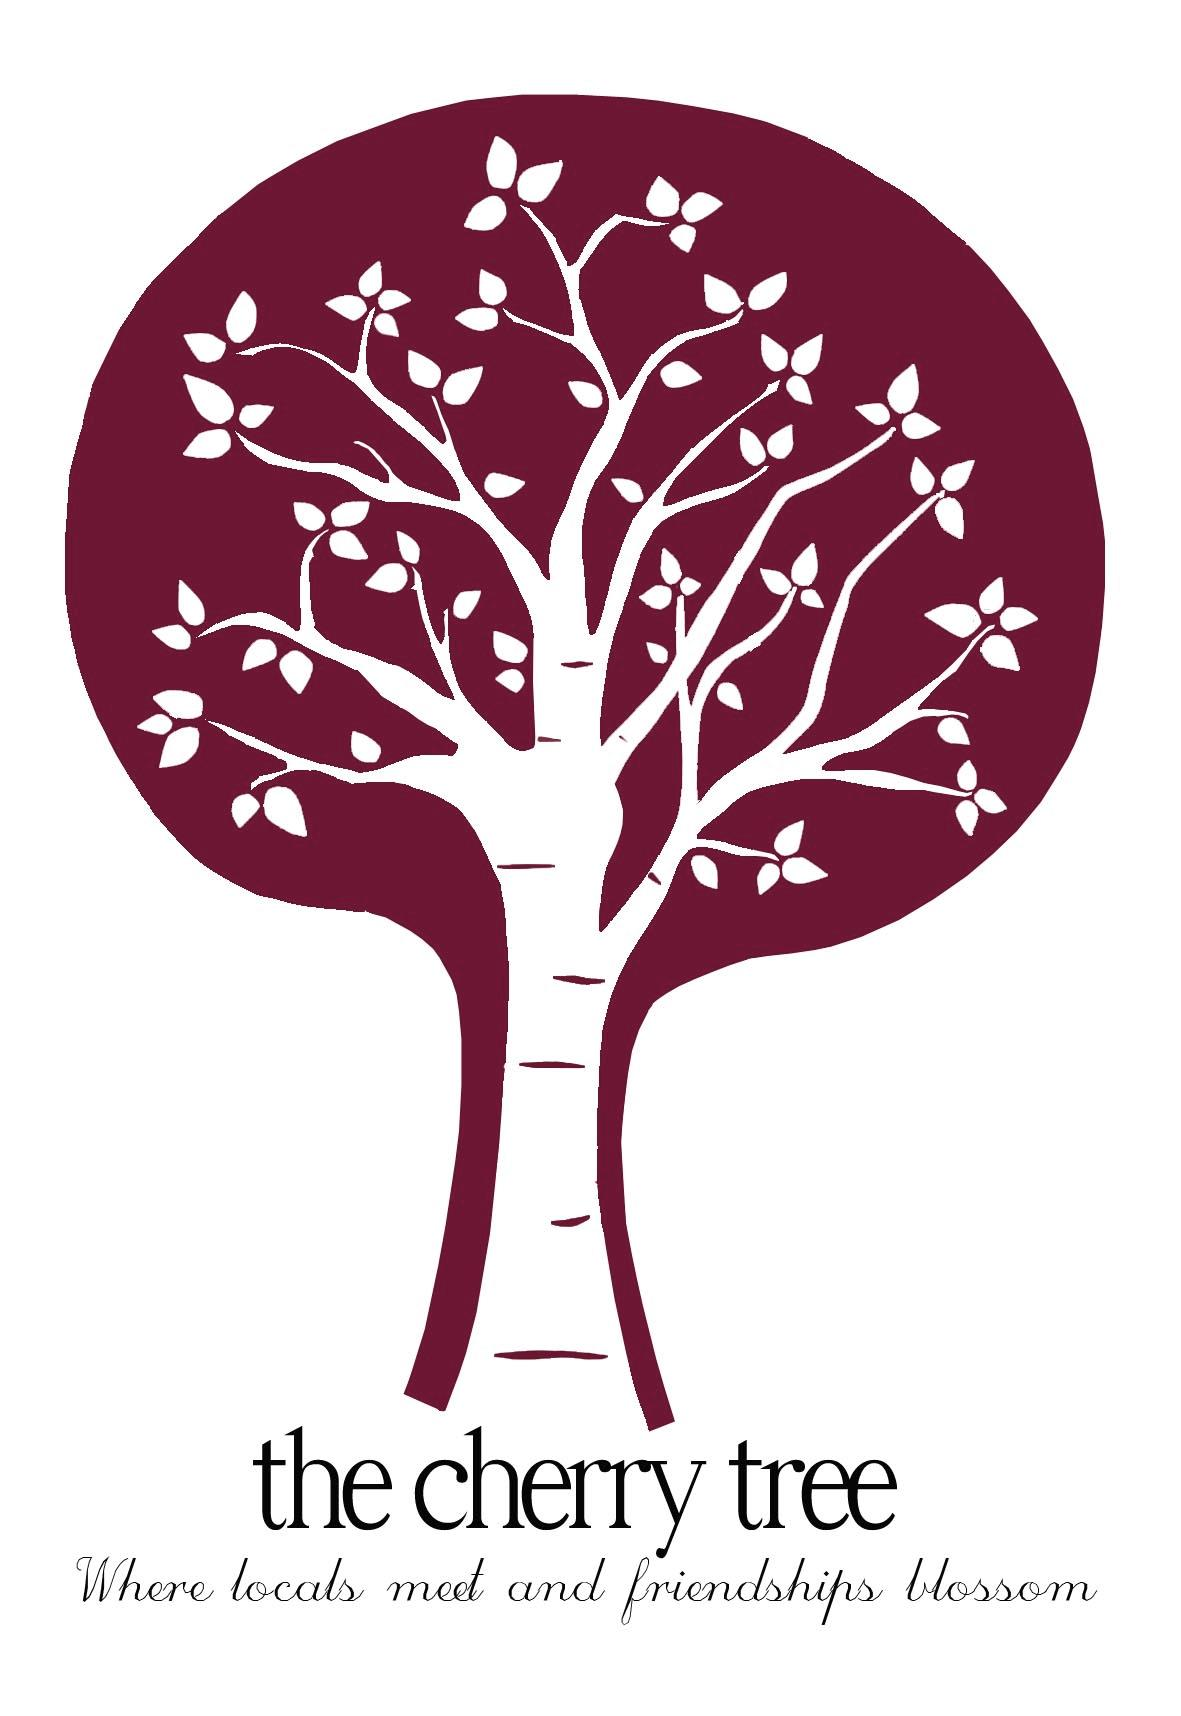 the cherry tree
Where locals meet and friendships blossom